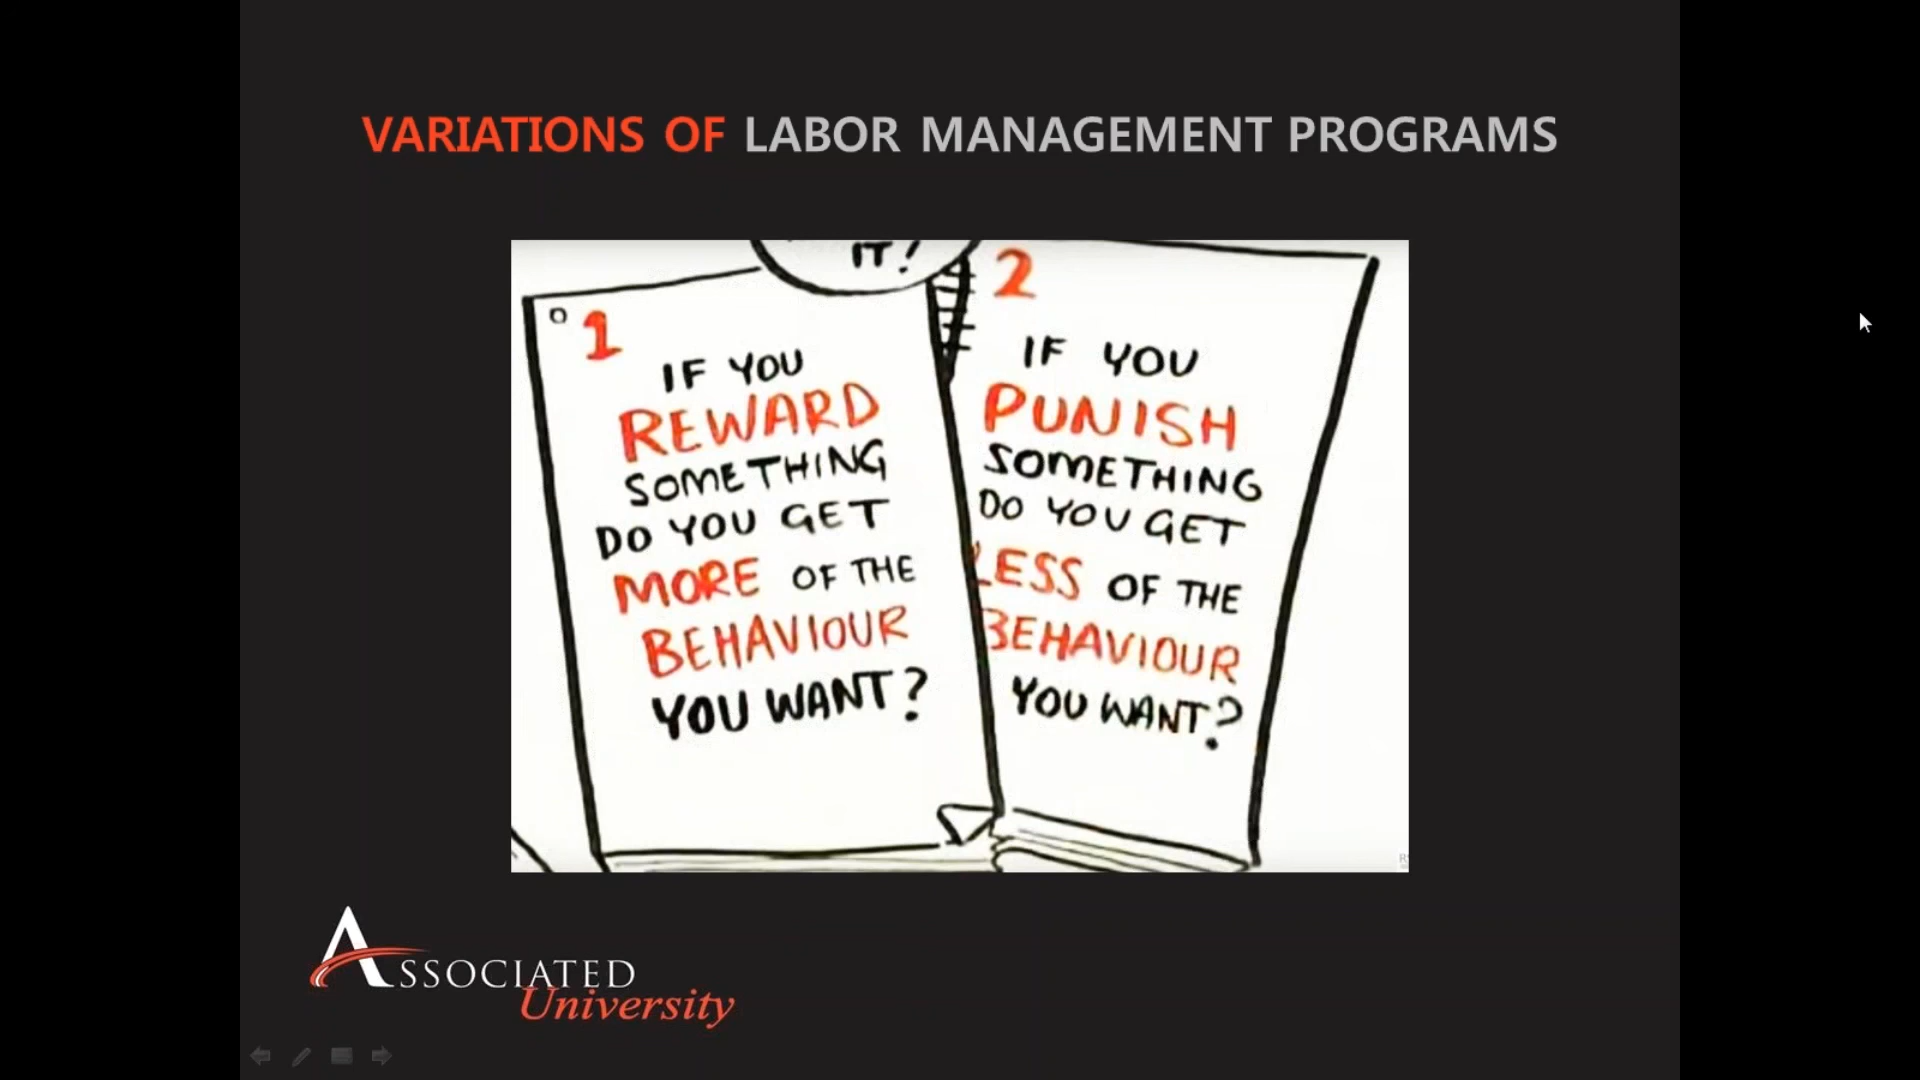 VARIATIONS OF LABOR MANAGEMENT PROGRAMS
IT!
1
IF YOU
REWARD
SOMETHING
DO YOU GET
MORE OF THE
BEHAVIOUR
YOU WANT?
2
IF YOU
PUNISH
SOMETHING
DO YOU GET
LESS OF THE
BEHAVIOUR
YOU WANT?
ASSOCIATED
University